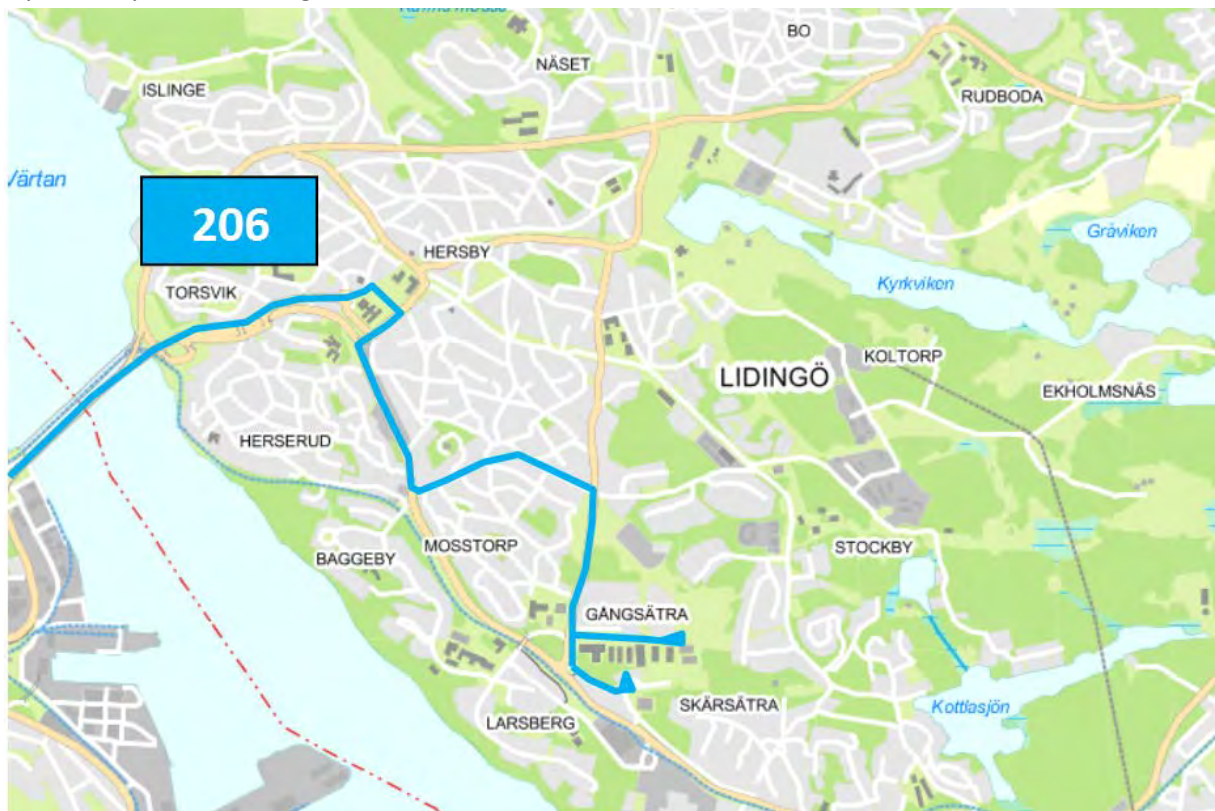 BO
NÄSET
ISLINGE
RUDBODA
Värtan
206
Gråviken
HERSBY
Kyrkviken
TORSVIK
KOLTORP
LIDINGÖ
EKHOLMSNÄS
HERSERUD
MOSSTORP
STOCKBY
BAGGEBY
GÅNGSÄTRA
SKÄRSÄTRA
Kottlasjön
LARSBERG